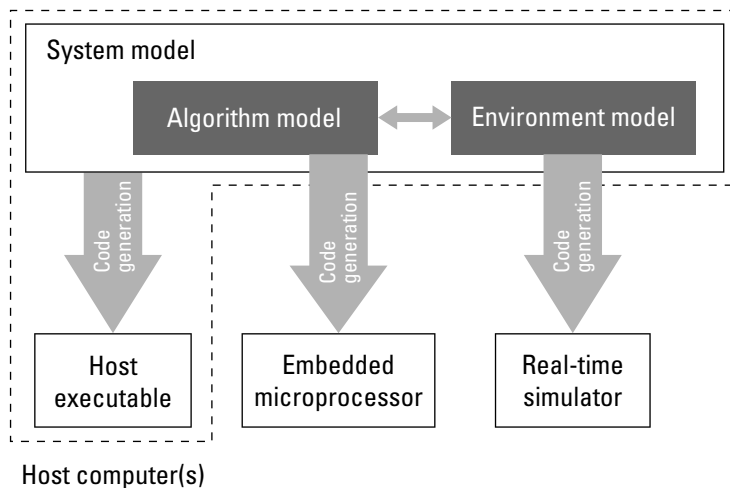 System model
Algorithm model
Environment model
Code
generation
Code
generation
Code
generation
Host
executable
Embedded
microprocessor
Real-time
simulator
Host computer(s)